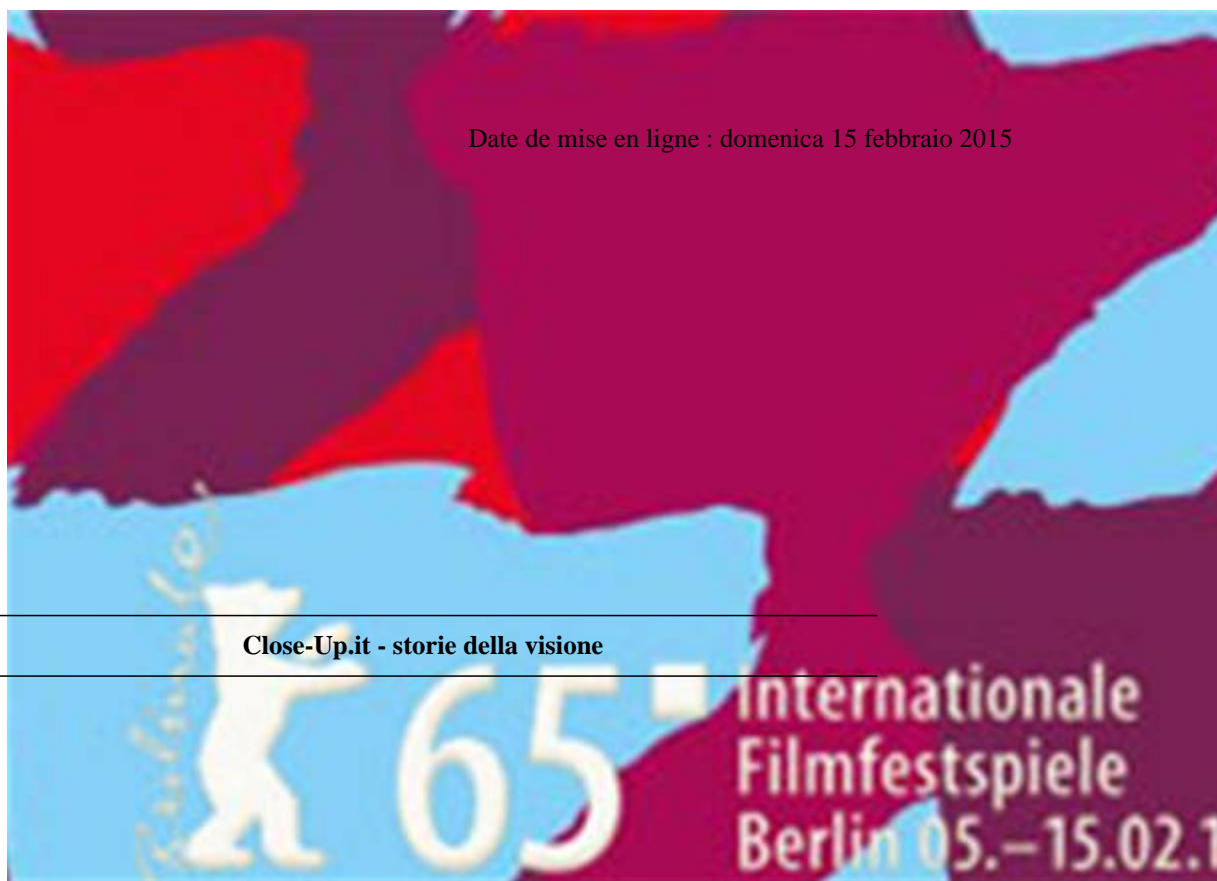 Date de mise en ligne : domenica 15 febbraio 2015
Close-Up.it - storie della visione
Berlinale
65
Internationale
Filmfestspiele
Berlin 05.–15.02.1